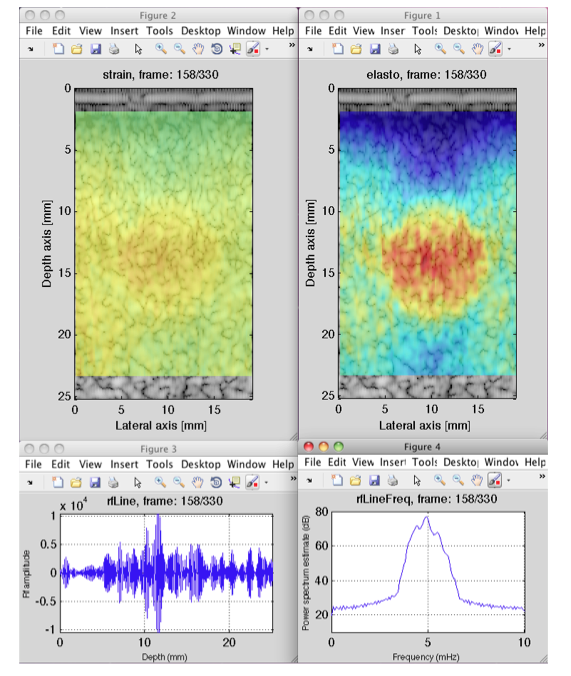 Figure 2
File Edit View Insert Tools Desktop Window Help
strain, frame: 158/330
0
5
10
15
20
25
Depth axis [mm]
0 5 10 15
Lateral axis [mm]
Figure 1
File Edit View Inser Tools Deskto Window Help
elasto, frame: 158/330
0
5
10
15
20
25
Depth axis [mm]
0 5 10 15
Lateral axis [mm]
Figure 3
File Edit View Insert Tools Desktop Window Help
x 10^4
rfLine, frame: 158/330
1
0.5
0
-0.5
-1
Rf amplitude
0 10 20
Depth (mm)
Figure 4
File Edit View Inser Tools Deskto Window Help
rfLineFreq, frame: 158/330
80
60
40
20
Power spectrum estimate (dB)
0 5 10
Frequency (mHz)